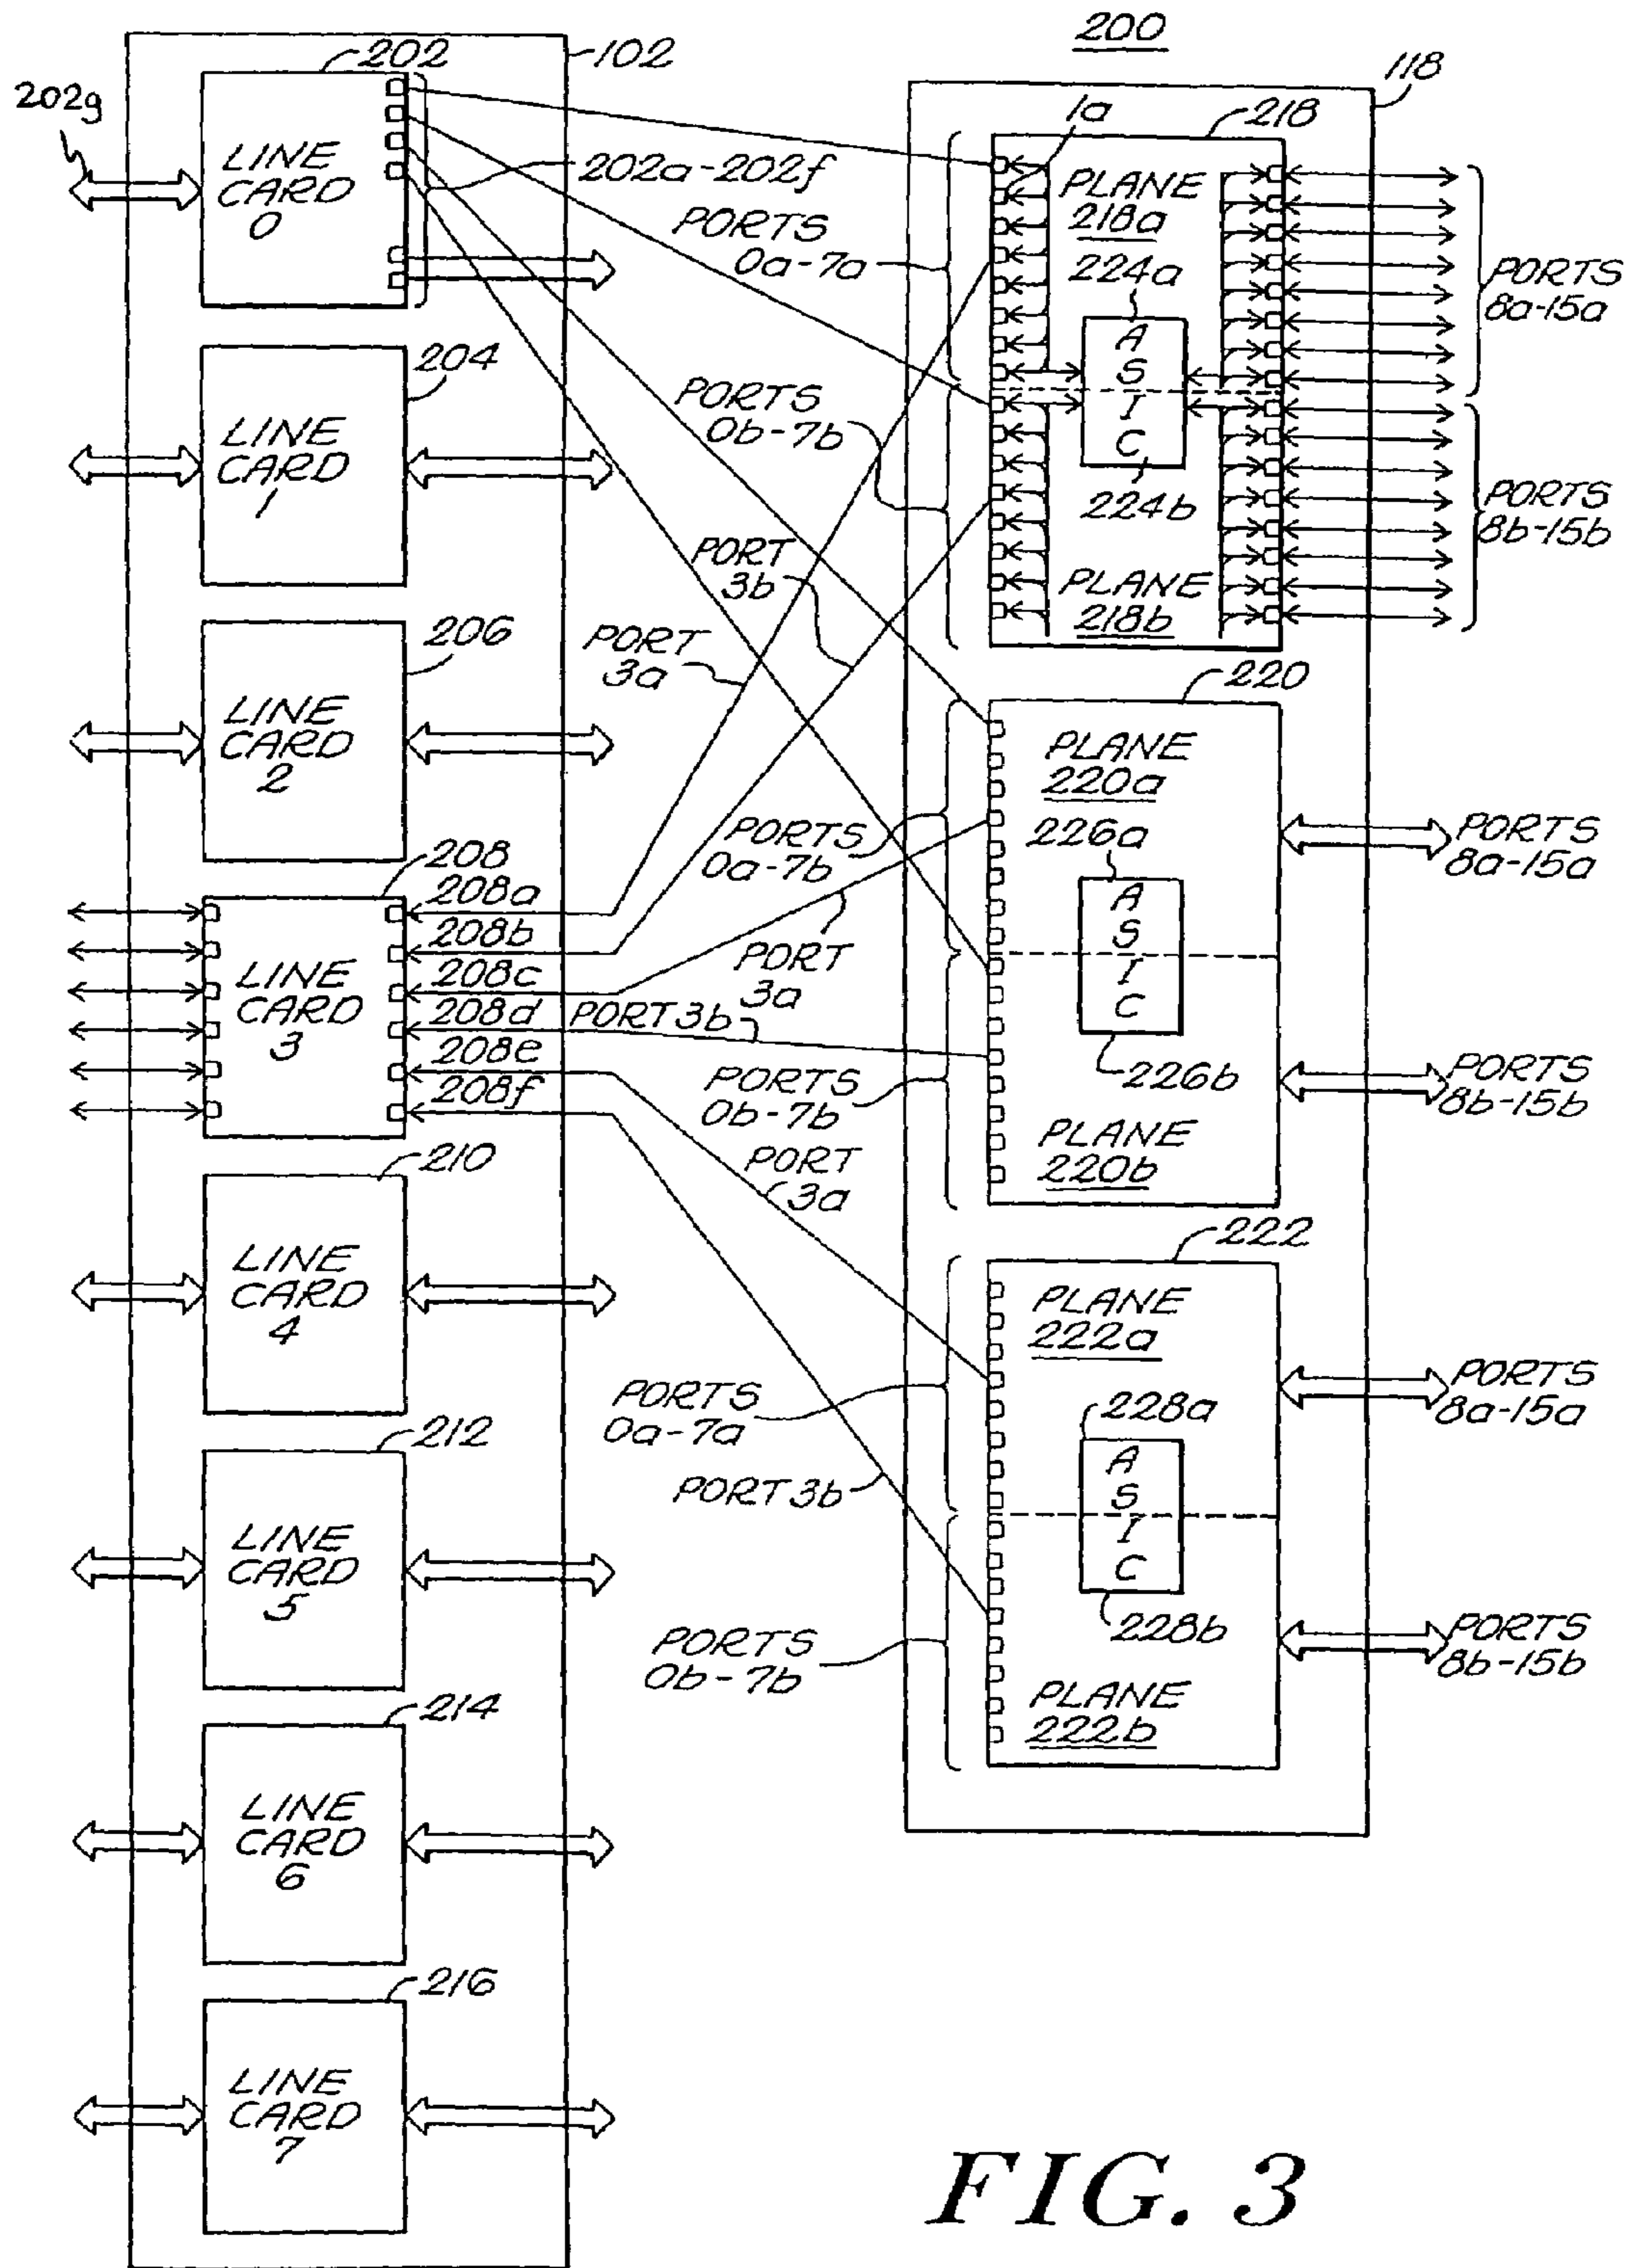 200
202
102
202g
LINE
CARD
0
202a-202f
204
LINE
CARD
1
206
LINE
CARD
2
208
208a
208b
208c
208d
208e
208f
LINE
CARD
3
210
LINE
CARD
4
212
LINE
CARD
5
214
LINE
CARD
6
216
LINE
CARD
7
PORTS
0a-7a
PORTS
0b-7b
PORT
3b
PORT
3a
PORTS
0a-7b
PORT
3a
PORT 3b
PORTS
0b-7b
PORT
3a
PORTS
0a-7a
PORT 3b
PORTS
0b-7b
118
218
1a
PLANE
218a
224a
A
S
I
C
224b
PLANE
218b
PORTS
8a-15a
PORTS
8b-15b
220
PLANE
220a
226a
A
S
I
C
226b
PLANE
220b
PORTS
8a-15a
PORTS
8b-15b
222
PLANE
222a
228a
A
S
I
C
228b
PLANE
222b
PORTS
8a-15a
PORTS
8b-15b
FIG. 3